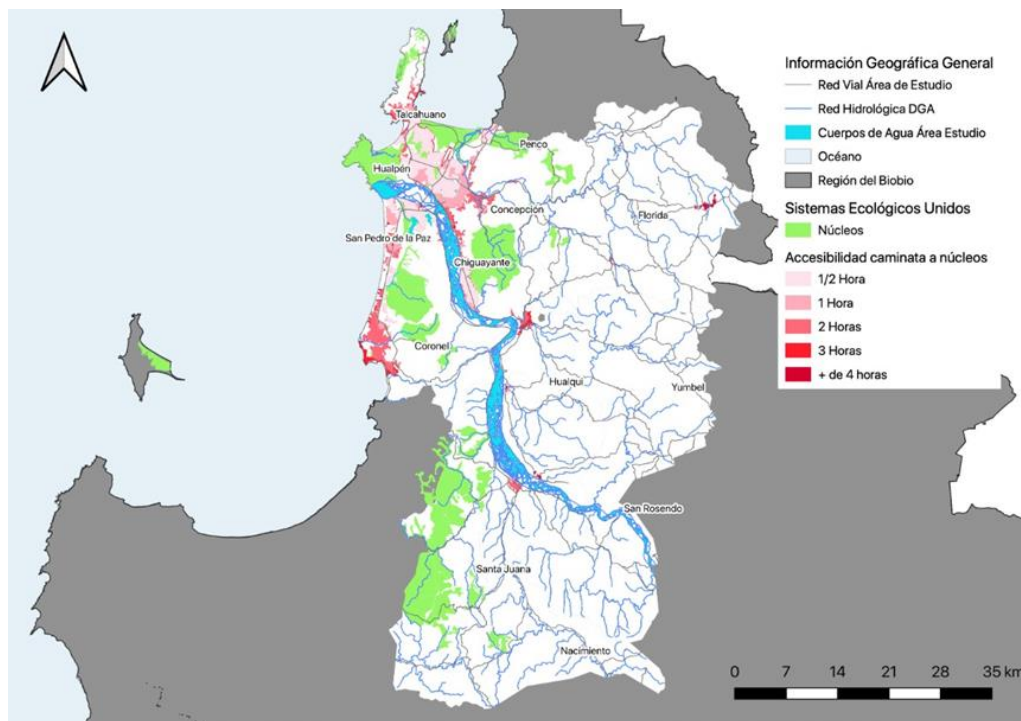 Información Geográfica General
Red Vial Área de Estudio
Red Hidrológica DGA
Cuerpos de Agua Área Estudio
Océano
Región del Biobio
Sistemas Ecológicos Unidos
Núcleos
Accesibilidad caminata a núcleos
1/2 Hora
1 Hora
2 Horas
3 Horas
+ de 4 horas
Talcahuano
Penco
Hualpén
Concepción
Florida
San Pedro de la Paz
Chiguayante
Coronel
Hualqui
Yumbel
San Rosendo
Santa Juana
Nacimiento
0 7 14 21 28 35 km